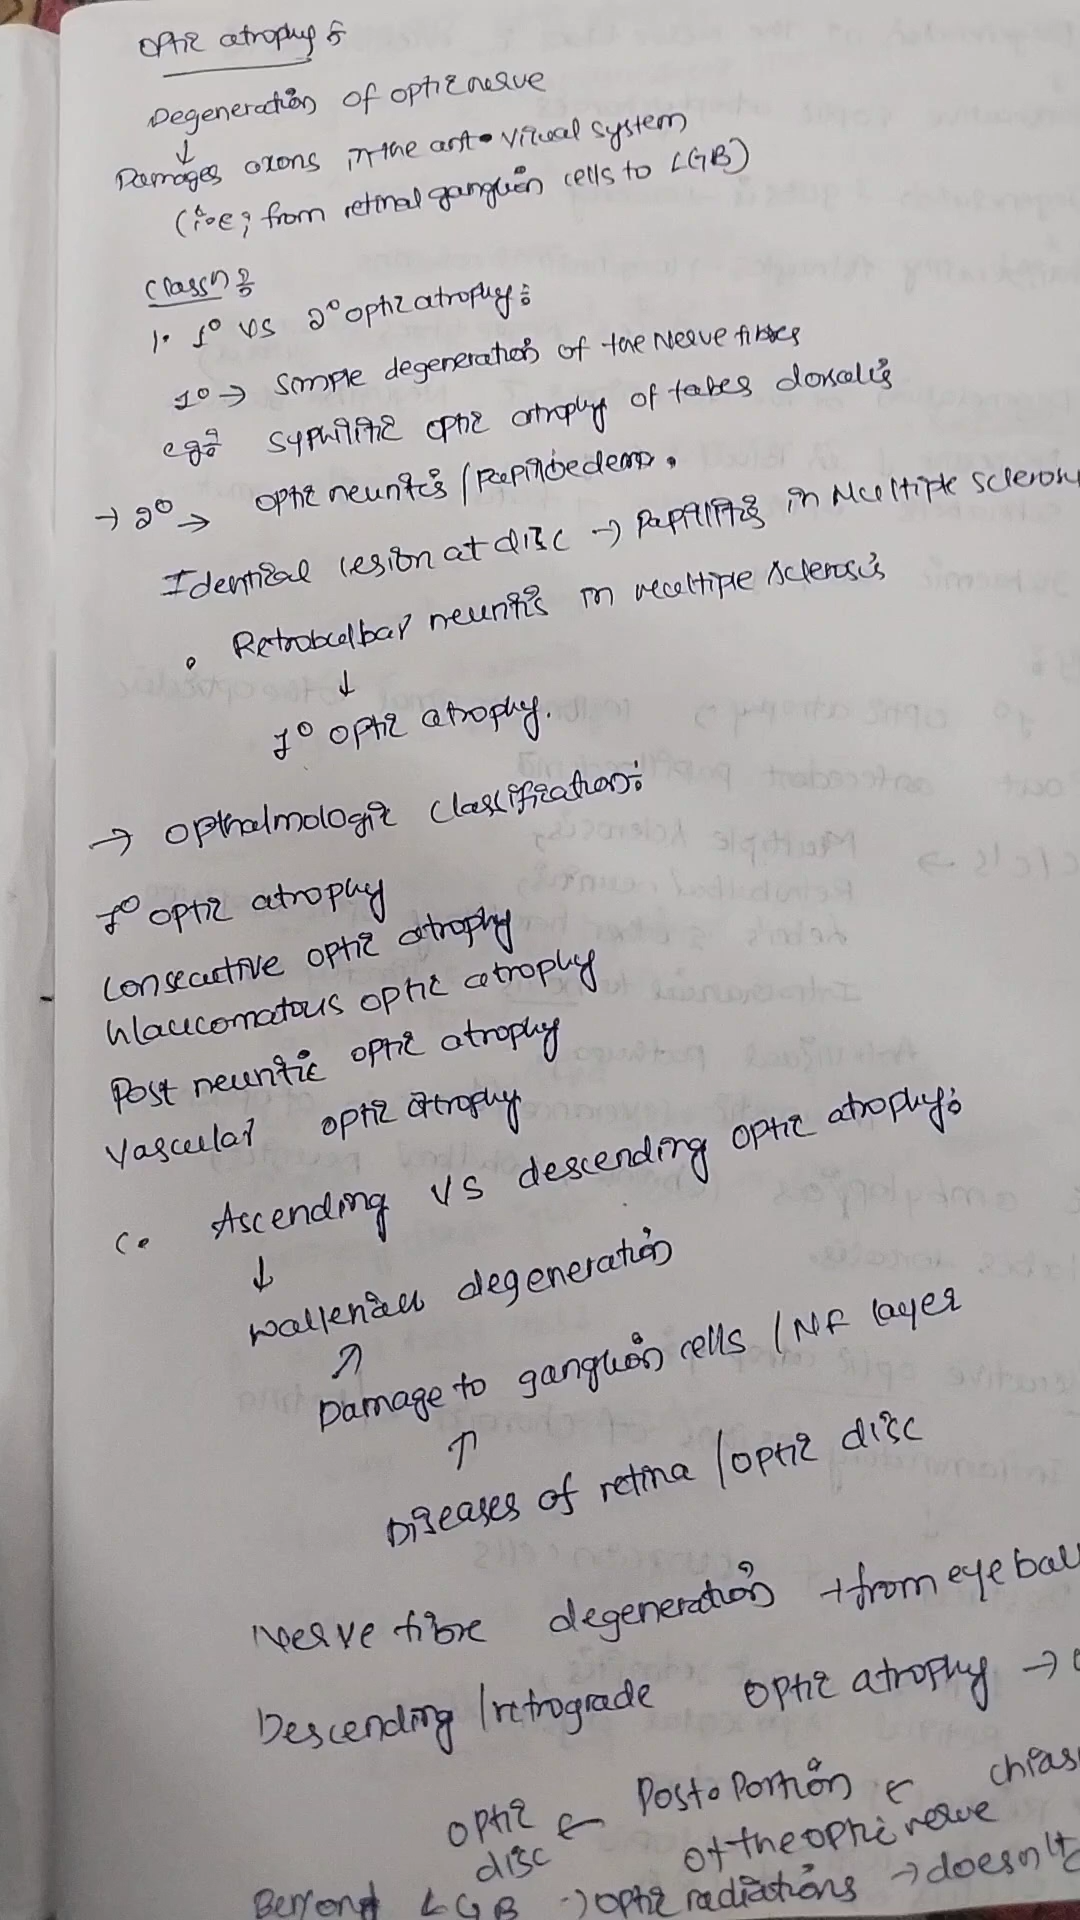 Optic atrophy :
Degeneration of optic nerve
↓
Damages axons in the ant. visual system
(i.e; from retinal ganglion cells to LGB)
Classn :
1. 1° vs 2° optic atrophy :
1° → Simple degeneration of the nerve fibres
eg: syphilitic optic atrophy of tabes dorsalis
→ 2° → optic neuritis / papilloedema.
Identical lesion at disc → Papillitis in Multiple scleros
• Retrobulbar neuritis in multiple sclerosis
↓
1° optic atrophy.
→ Opthalmologic classification:
1° optic atrophy
Consecutive optic atrophy
Glaucomatous optic atrophy
Post neuritic optic atrophy
Vascular optic atrophy
C. Ascending vs descending optic atrophy:
↓
Wallerian degeneration
↑
Damage to ganglion cells / NF layer
↑
Diseases of retina / optic disc
Nerve fibre degeneration → from eyeball
Descending / retrograde optic atrophy →
optic disc ← Post. Portion of the optic nerve ← chias
Beyond LGB → optic radiations → doesn't